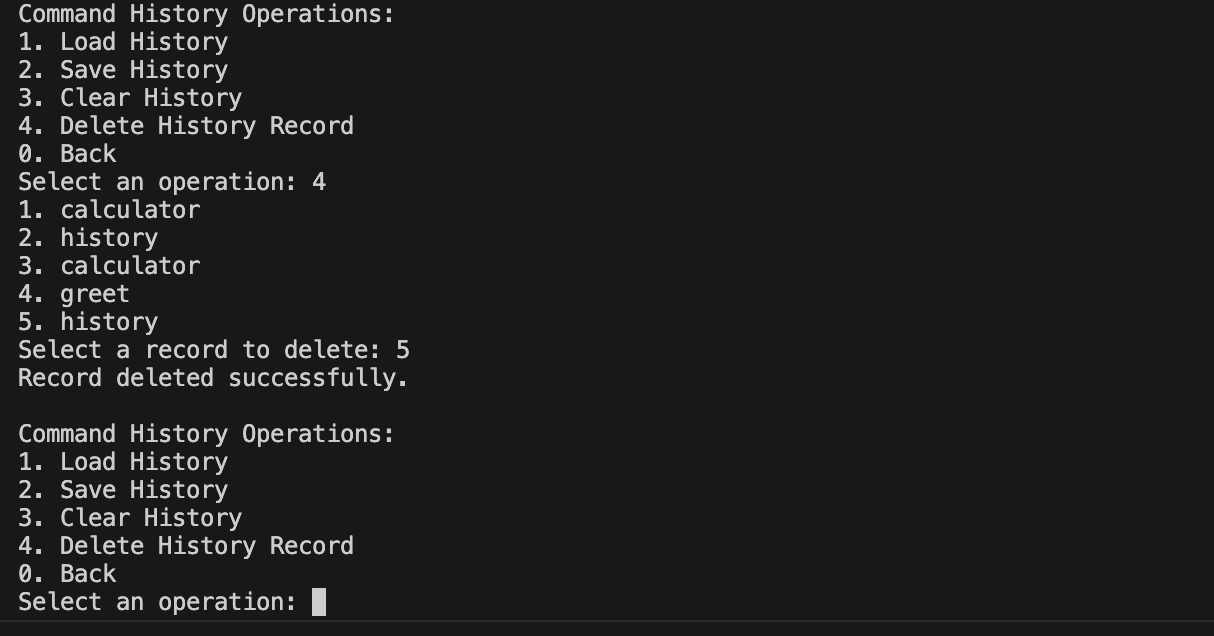 Command History Operations:
1. Load History
2. Save History
3. Clear History
4. Delete History Record
0. Back
Select an operation: 4
1. calculator
2. history
3. calculator
4. greet
5. history
Select a record to delete: 5
Record deleted successfully.

Command History Operations:
1. Load History
2. Save History
3. Clear History
4. Delete History Record
0. Back
Select an operation: